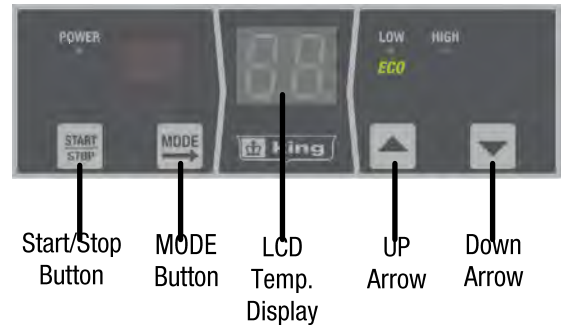 POWER
88
LOW HIGH
ECO
START
STOP
MODE
King
Start/Stop
Button
MODE
Button
LCD
Temp.
Display
UP
Arrow
Down
Arrow